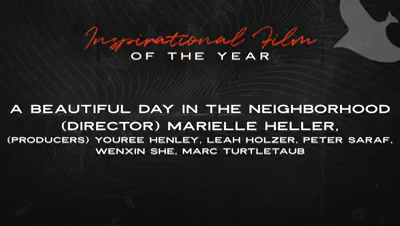 Inspirational Film
OF THE YEAR
A BEAUTIFUL DAY IN THE NEIGHBORHOOD
(DIRECTOR) MARIELLE HELLER,
(PRODUCERS) YOUREE HENLEY, LEAH HOLZER, PETER SARAF,
WENXIN SHE, MARC TURTLETAUB